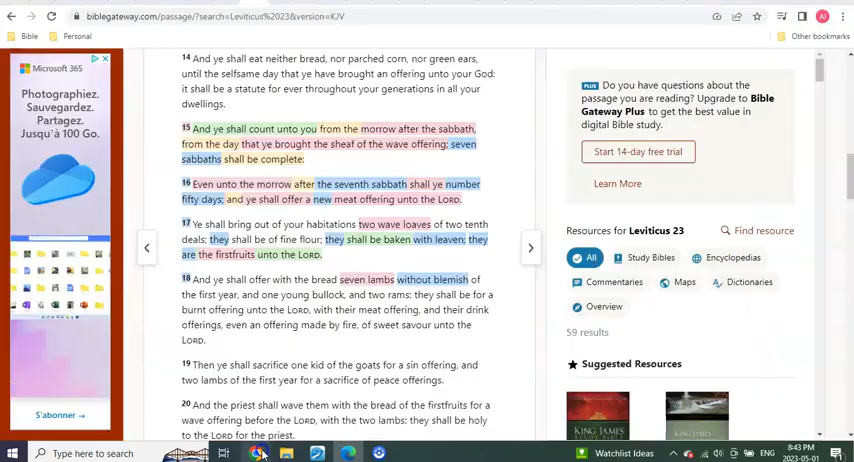 biblegateway.com/passage/?search=Leviticus%2023&version=KJV
Bible
Personal
Other bookmarks
AI
Microsoft 365
Photographiez.
Sauvegardez.
Partagez.
Jusqu'à 100 Go.
S'abonner →
14 And ye shall eat neither bread, nor parched corn, nor green ears,
until the selfsame day that ye have brought an offering unto your God:
it shall be a statute for ever throughout your generations in all your
dwellings.
15 And ye shall count unto you from the morrow after the sabbath,
from the day that ye brought the sheaf of the wave offering; seven
sabbaths shall be complete:
16 Even unto the morrow after the seventh sabbath shall ye number
fifty days; and ye shall offer a new meat offering unto the LORD.
17 Ye shall bring out of your habitations two wave loaves of two tenth
deals; they shall be of fine flour; they shall be baken with leaven; they
are the firstfruits unto the LORD.
18 And ye shall offer with the bread seven lambs without blemish of
the first year, and one young bullock, and two rams: they shall be for a
burnt offering unto the LORD, with their meat offering, and their drink
offerings, even an offering made by fire, of sweet savour unto the
LORD.
19 Then ye shall sacrifice one kid of the goats for a sin offering, and
two lambs of the first year for a sacrifice of peace offerings.
20 And the priest shall wave them with the bread of the firstfruits for a
wave offering before the LORD, with the two lambs: they shall be holy
to the LORD for the priest.
PLUS Do you have questions about the
passage you are reading? Upgrade to Bible
Gateway Plus to get the best value in
digital Bible study.
Start 14-day free trial
Learn More
Resources for Leviticus 23
Find resource
All
Study Bibles
Encyclopedias
Commentaries
Maps
Dictionaries
Overview
59 results
Suggested Resources
KING JAMES
KING JAMES
Type here to search
Watchlist Ideas
ENG
8:43 PM
2023-05-01